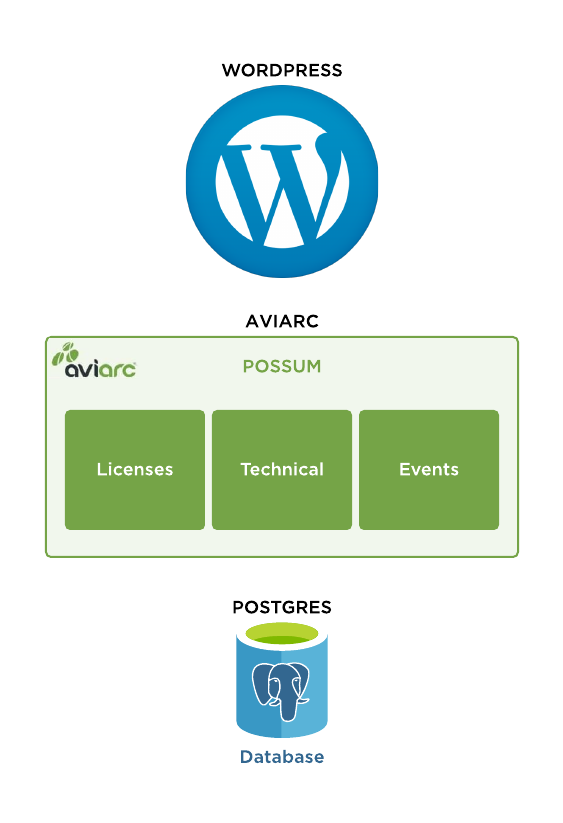 WORDPRESS
W
AVIARC
aviarc
POSSUM
Licenses
Technical
Events
POSTGRES
Database